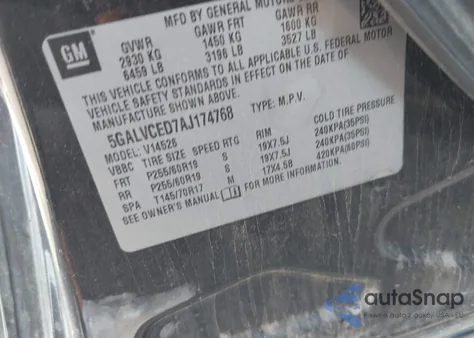 MFD BY GENERAL MOTORS
GM
GVWR GAWR FRT GAWR RR
2930 KG 1450 KG 1600 KG
6459 LB 3196 LB 3527 LB
THIS VEHICLE CONFORMS TO ALL APPLICABLE U.S. FEDERAL MOTOR
VEHICLE SAFETY STANDARDS IN EFFECT ON THE DATE OF
MANUFACTURE SHOWN ABOVE.
5GALVCED7AJ174768 TYPE: M.P.V.
MODEL: V14526
VBBC TIRE SIZE SPEED RTG RIM COLD TIRE PRESSURE
FRT P255/60R19 S 19X7.5J 240KPA(35PSI)
RR P255/60R19 S 19X7.5J 240KPA(35PSI)
SPA T145/70R17 M 17X4.5B 420KPA(60PSI)
SEE OWNER'S MANUAL FOR MORE INFORMATION.
autoSnap